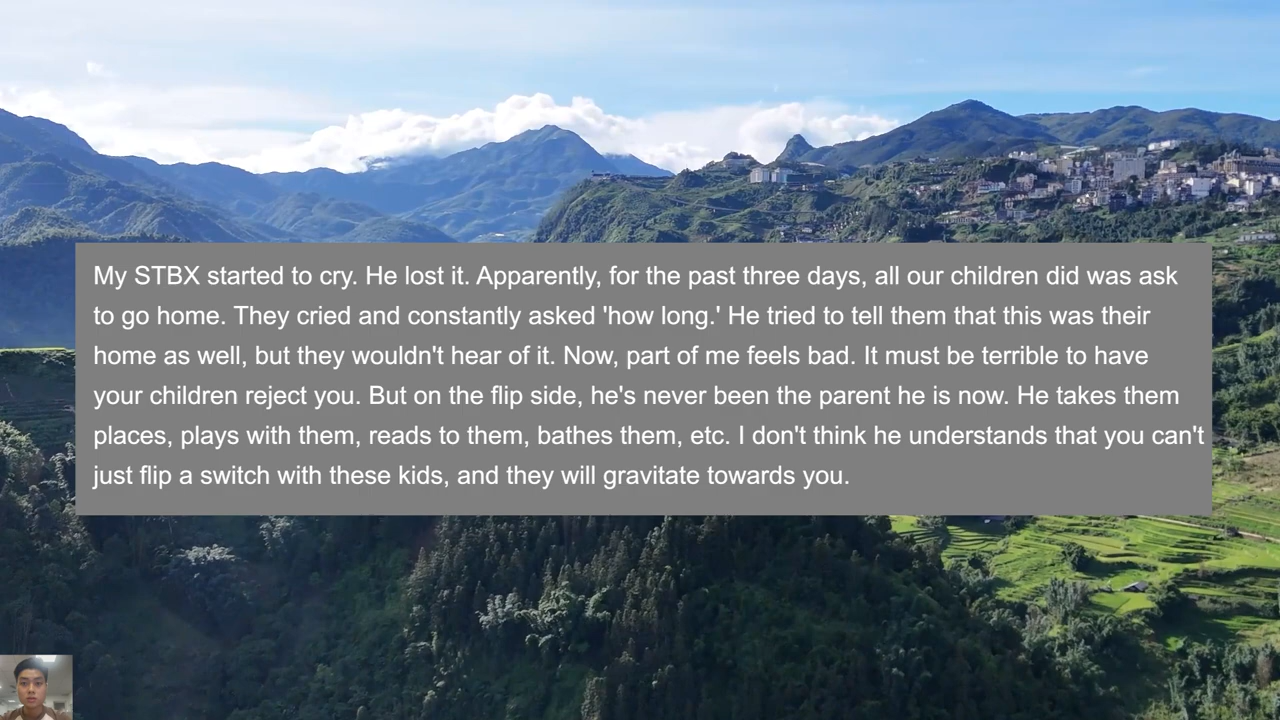 My STBX started to cry. He lost it. Apparently, for the past three days, all our children did was ask
to go home. They cried and constantly asked 'how long.' He tried to tell them that this was their
home as well, but they wouldn't hear of it. Now, part of me feels bad. It must be terrible to have
your children reject you. But on the flip side, he's never been the parent he is now. He takes them
places, plays with them, reads to them, bathes them, etc. I don't think he understands that you can't
just flip a switch with these kids, and they will gravitate towards you.